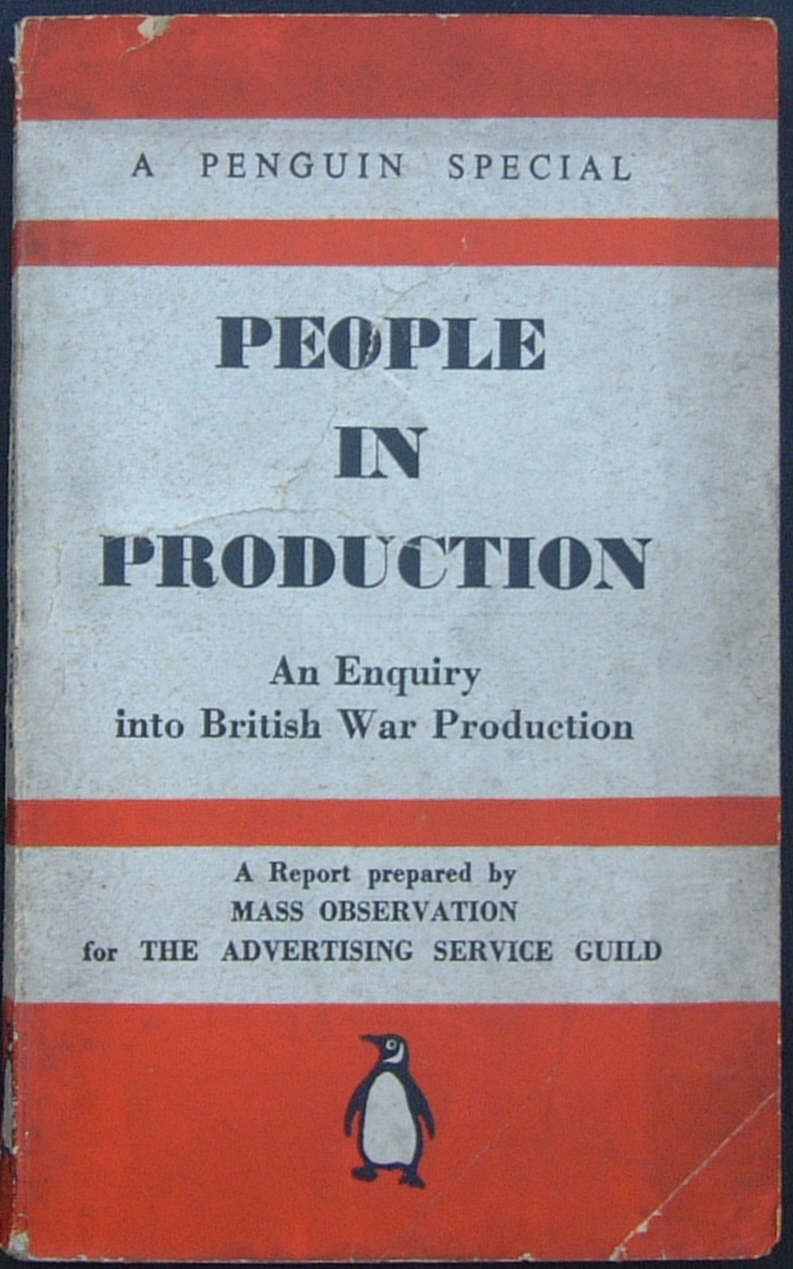 A PENGUIN SPECIAL
PEOPLE
IN
PRODUCTION
An Enquiry
into British War Production
A Report prepared by
MASS OBSERVATION
for THE ADVERTISING SERVICE GUILD